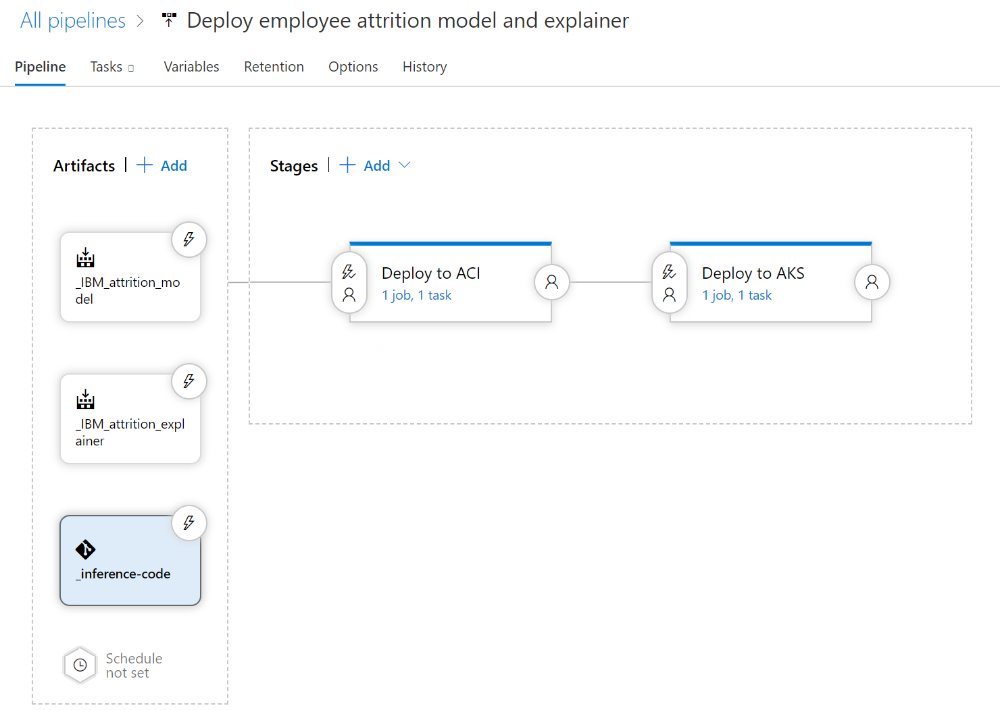 All pipelines > Deploy employee attrition model and explainer
Pipeline Tasks Variables Retention Options History
Artifacts | + Add
Stages | + Add
_IBM_attrition_mo
del
Deploy to ACI
1 job, 1 task
Deploy to AKS
1 job, 1 task
_IBM_attrition_expl
ainer
_inference-code
Schedule
not set